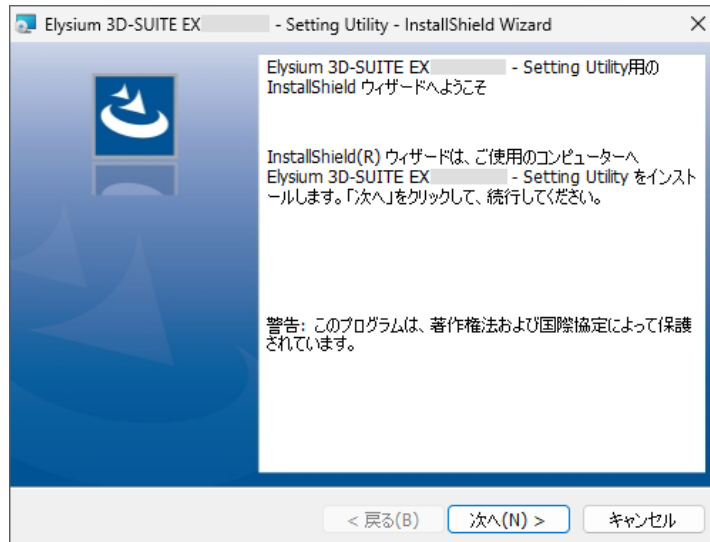 Elysium 3D-SUITE EX - Setting Utility - InstallShield Wizard
Elysium 3D-SUITE EX - Setting Utility用の
InstallShield ウィザードへようこそ
InstallShield(R) ウィザードは、ご使用のコンピューターへ
Elysium 3D-SUITE EX - Setting Utility をインスト
ールします。「次へ」をクリックして、続行してください。
警告: このプログラムは、著作権法および国際協定によって保護
されています。
< 戻る(B)
次へ(N) >
キャンセル